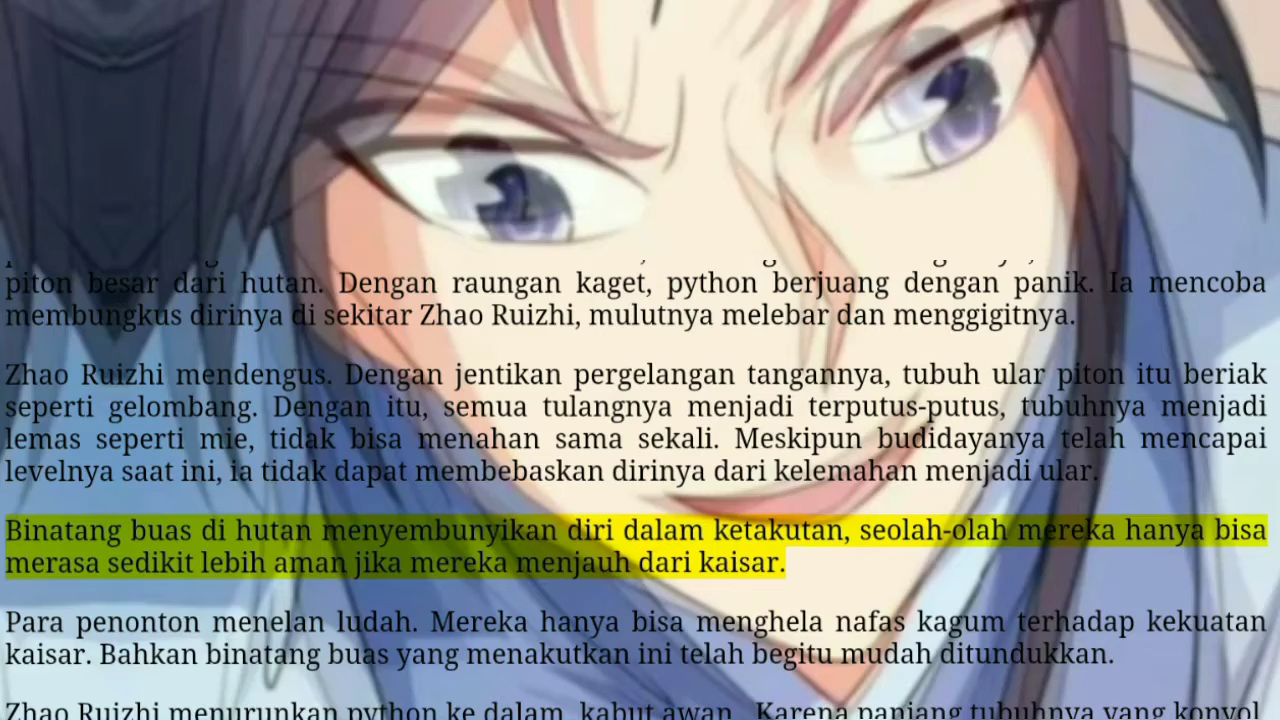 piton besar dari hutan. Dengan raungan kaget, python berjuang dengan panik. Ia mencoba
membungkus dirinya di sekitar Zhao Ruizhi, mulutnya melebar dan menggigitnya.
Zhao Ruizhi mendengus. Dengan jentikan pergelangan tangannya, tubuh ular piton itu beriak
seperti gelombang. Dengan itu, semua tulangnya menjadi terputus-putus, tubuhnya menjadi
lemas seperti mie, tidak bisa menahan sama sekali. Meskipun budidayanya telah mencapai
levelnya saat ini, ia tidak dapat membebaskan dirinya dari kelemahan menjadi ular.
Binatang buas di hutan menyembunyikan diri dalam ketakutan, seolah-olah mereka hanya bisa
merasa sedikit lebih aman jika mereka menjauh dari kaisar.
Para penonton menelan ludah. Mereka hanya bisa menghela nafas kagum terhadap kekuatan
kaisar. Bahkan binatang buas yang menakutkan ini telah begitu mudah ditundukkan.
Zhao Ruizhi menurunkan python ke dalam kabut awan. Karena panjang tubuhnya yang konyol,